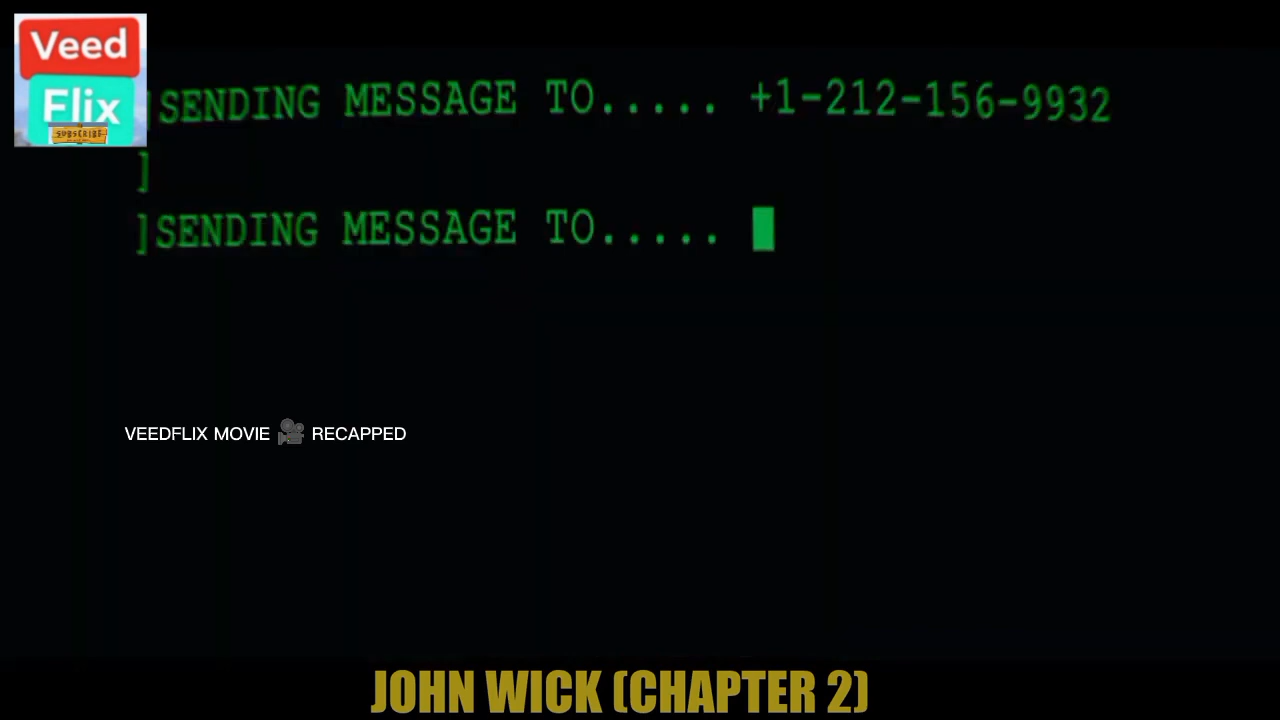 Veed
Flix
SUBSCRIBE
]SENDING MESSAGE TO..... +1-212-156-9932
]
]SENDING MESSAGE TO.....
VEEDFLIX MOVIE 🎥 RECAPPED
JOHN WICK (CHAPTER 2)